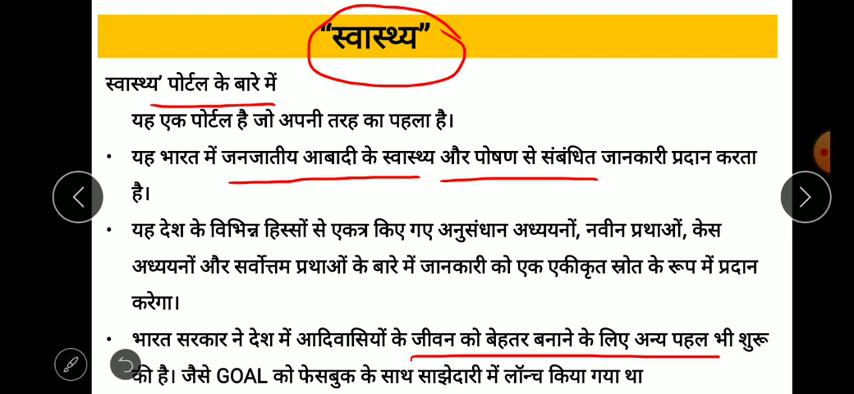 “स्वास्थ्य”
स्वास्थ्य’ पोर्टल के बारे में
यह एक पोर्टल है जो अपनी तरह का पहला है।
• यह भारत में जनजातीय आबादी के स्वास्थ्य और पोषण से संबंधित जानकारी प्रदान करता
है।
• यह देश के विभिन्न हिस्सों से एकत्र किए गए अनुसंधान अध्ययनों, नवीन प्रथाओं, केस
अध्ययनों और सर्वोत्तम प्रथाओं के बारे में जानकारी को एक एकीकृत स्रोत के रूप में प्रदान
करेगा।
• भारत सरकार ने देश में आदिवासियों के जीवन को बेहतर बनाने के लिए अन्य पहल भी शुरू
की है। जैसे GOAL को फेसबुक के साथ साझेदारी में लॉन्च किया गया था